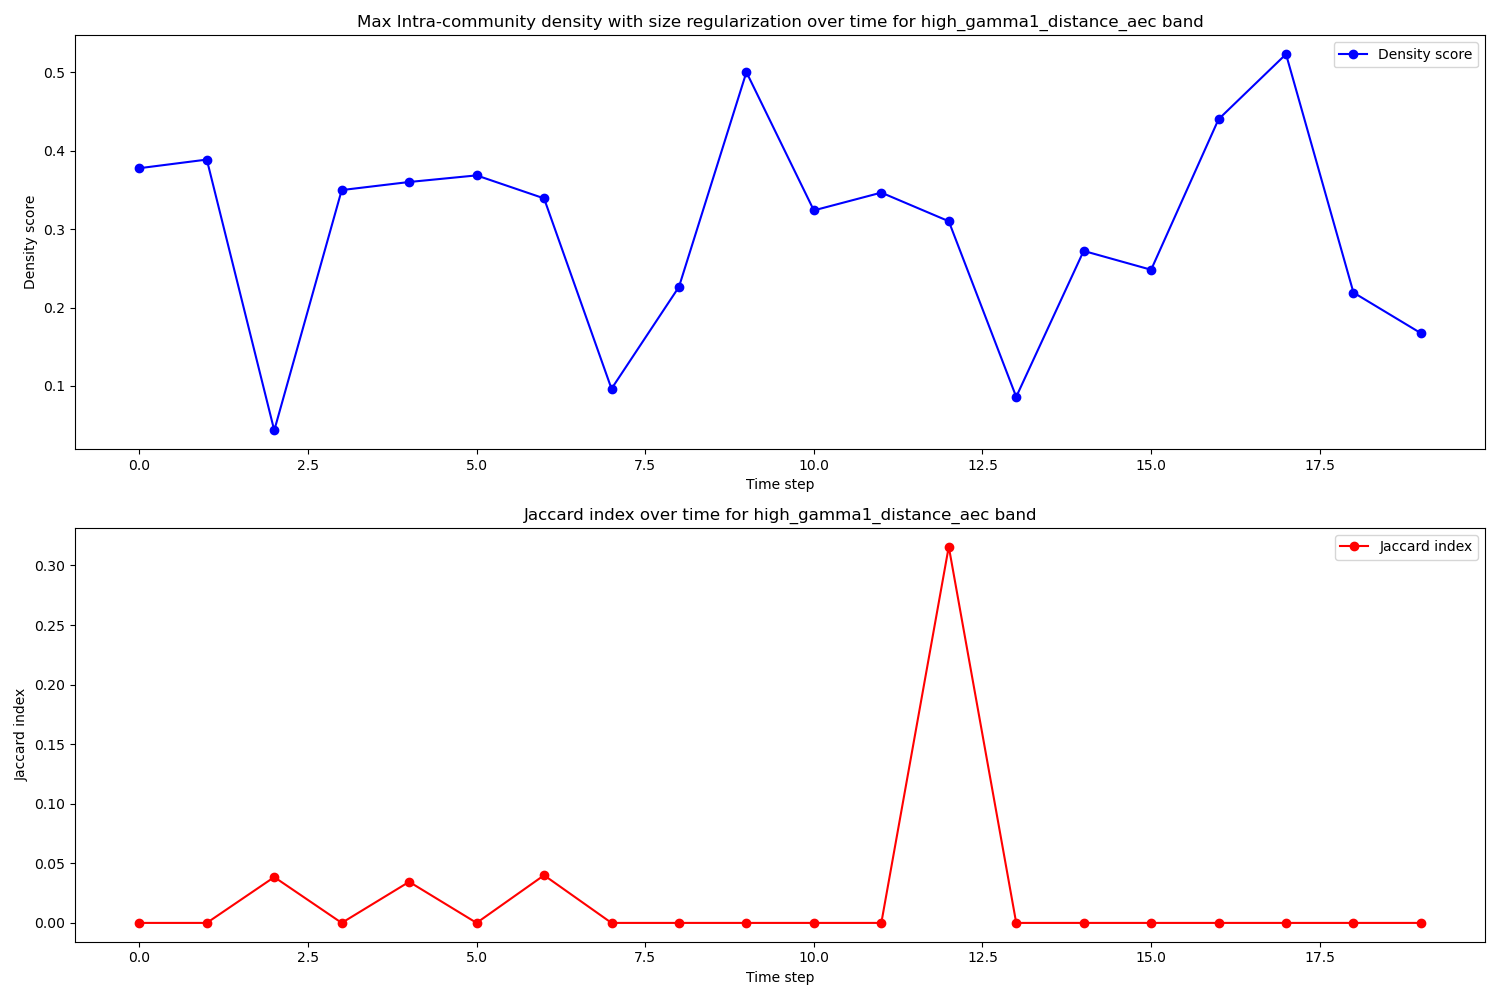 Max Intra-community density with size regularization over time for high_gamma1_distance_aec band
Density score
0.5
0.4
0.3
0.2
0.1
Density score
0.0 2.5 5.0 7.5 10.0 12.5 15.0 17.5
Time step
Jaccard index over time for high_gamma1_distance_aec band
Jaccard index
0.30
0.25
0.20
0.15
0.10
0.05
0.00
Jaccard index
0.0 2.5 5.0 7.5 10.0 12.5 15.0 17.5
Time step